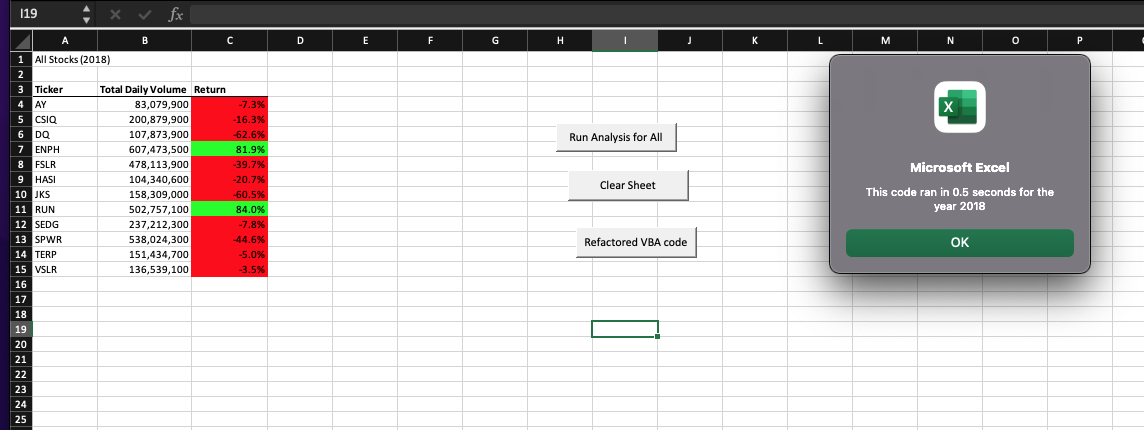 I19 fx
A B C D E F G H I J K L M N O P
1 All Stocks (2018)
2
3 Ticker Total Daily Volume Return
4 AY 83,079,900 -7.3%
5 CSIQ 200,879,900 -16.3%
6 DQ 107,873,900 -62.6%
7 ENPH 607,473,500 81.9%
8 FSLR 478,113,900 -39.7%
9 HASI 104,340,600 -20.7%
10 JKS 158,309,000 -60.5%
11 RUN 502,757,100 84.0%
12 SEDG 237,212,300 -7.8%
13 SPWR 538,024,300 -44.6%
14 TERP 151,434,700 -5.0%
15 VSLR 136,539,100 -3.5%
16
17
18
19
20
21
22
23
24
25
Run Analysis for All
Clear Sheet
Refactored VBA code
X
Microsoft Excel
This code ran in 0.5 seconds for the
year 2018
OK